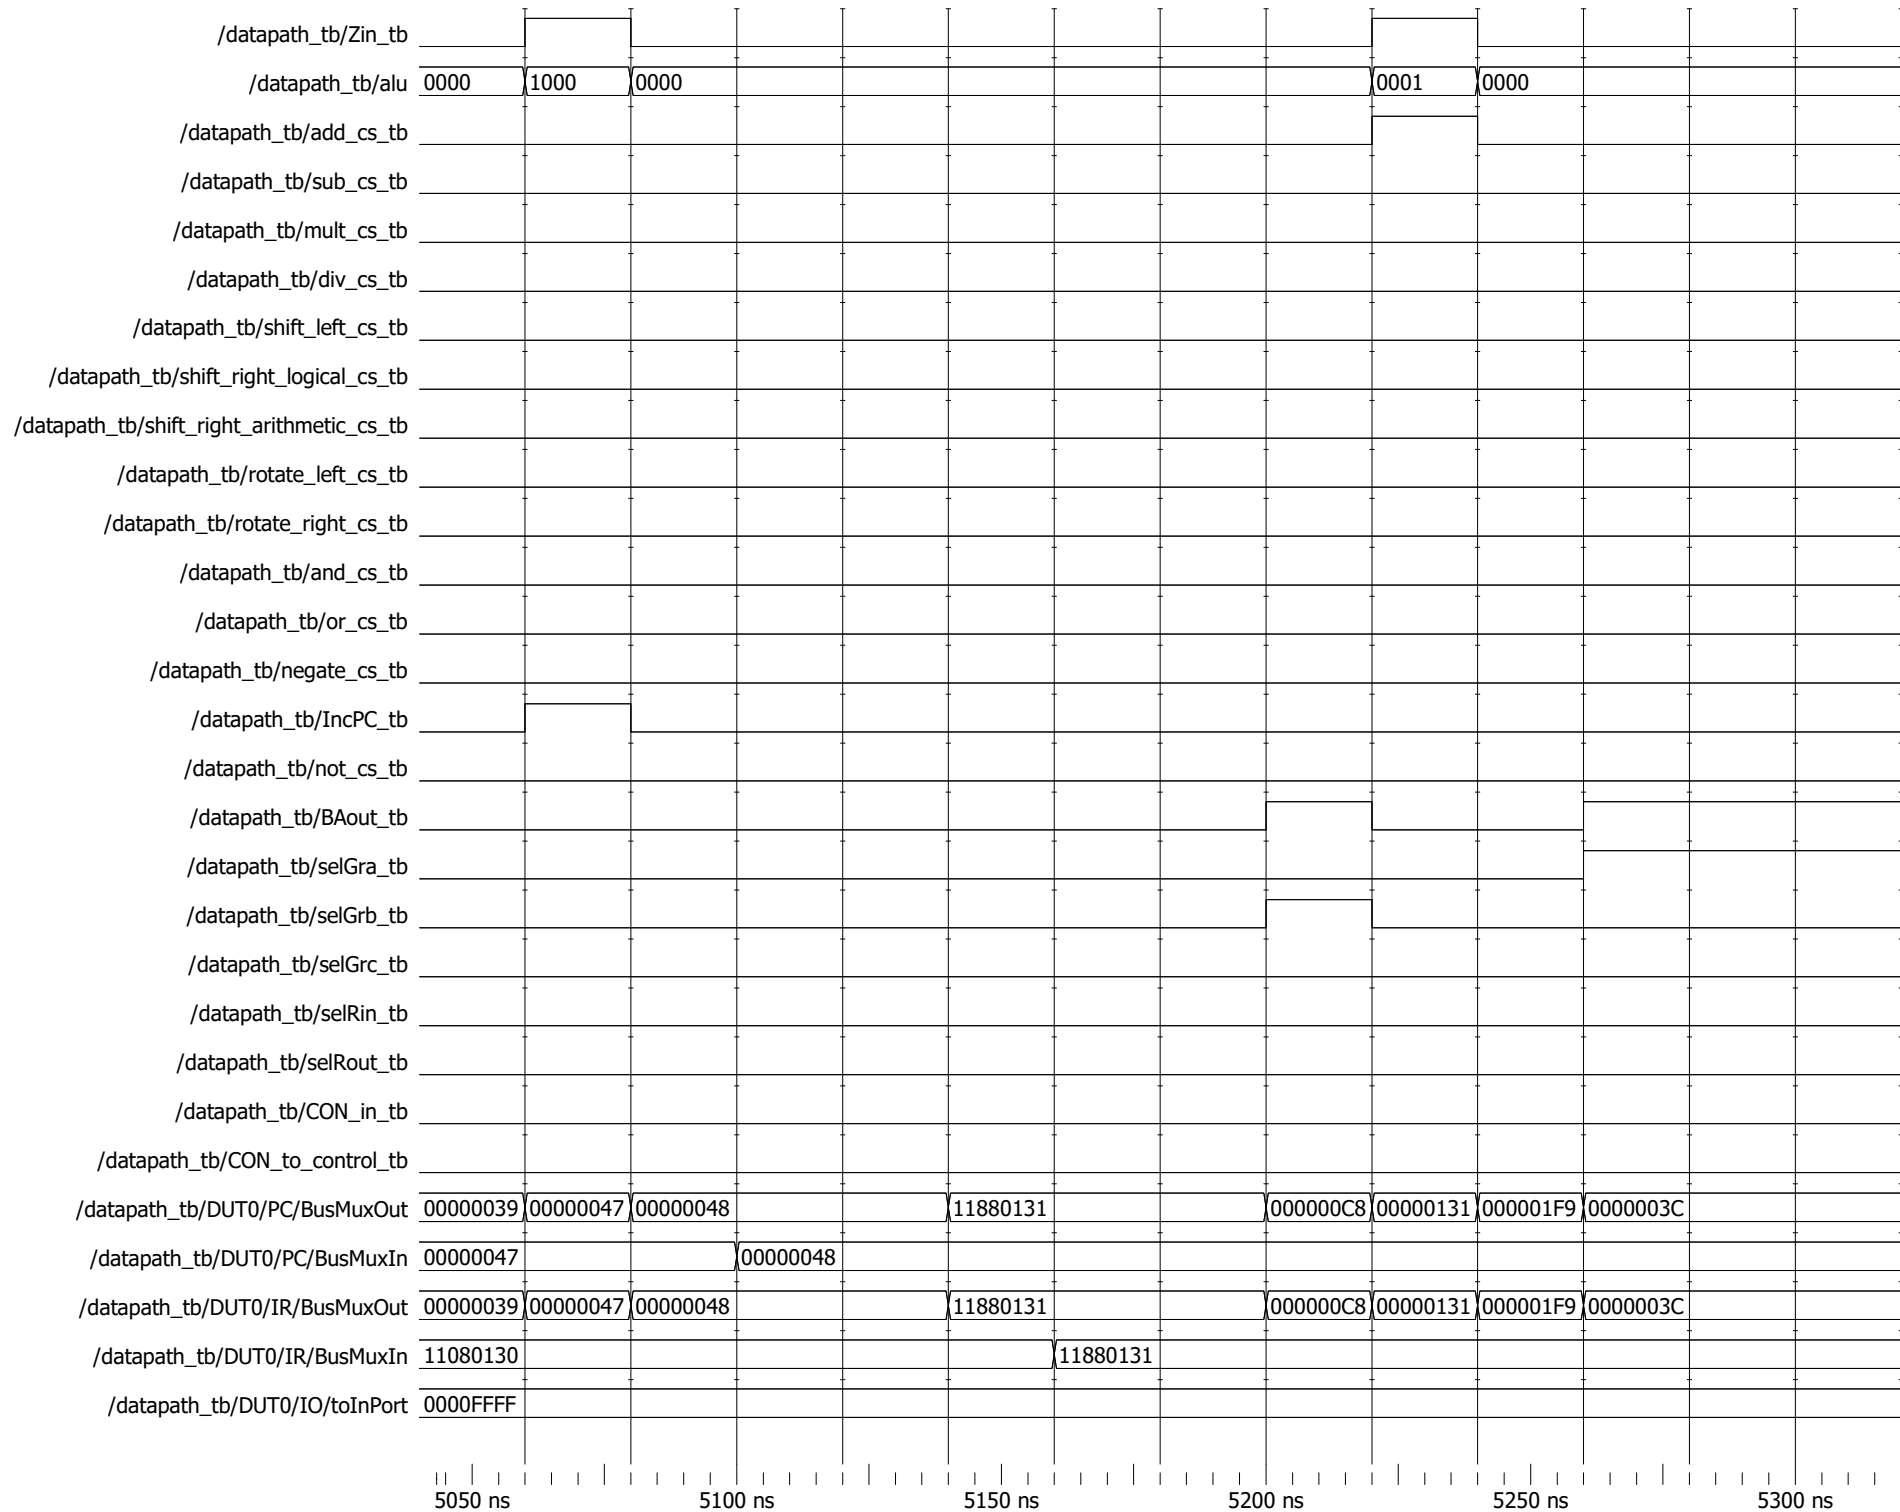 /datapath_tb/Zin_tb
/datapath_tb/alu 0000 1000 0000 0001 0000
/datapath_tb/add_cs_tb
/datapath_tb/sub_cs_tb
/datapath_tb/mult_cs_tb
/datapath_tb/div_cs_tb
/datapath_tb/shift_left_cs_tb
/datapath_tb/shift_right_logical_cs_tb
/datapath_tb/shift_right_arithmetic_cs_tb
/datapath_tb/rotate_left_cs_tb
/datapath_tb/rotate_right_cs_tb
/datapath_tb/and_cs_tb
/datapath_tb/or_cs_tb
/datapath_tb/negate_cs_tb
/datapath_tb/IncPC_tb
/datapath_tb/not_cs_tb
/datapath_tb/BAout_tb
/datapath_tb/selGra_tb
/datapath_tb/selGrb_tb
/datapath_tb/selGrc_tb
/datapath_tb/selRin_tb
/datapath_tb/selRout_tb
/datapath_tb/CON_in_tb
/datapath_tb/CON_to_control_tb
/datapath_tb/DUT0/PC/BusMuxOut 00000039 00000047 00000048 11880131 000000C8 00000131 000001F9 0000003C
/datapath_tb/DUT0/PC/BusMuxIn 00000047 00000048
/datapath_tb/DUT0/IR/BusMuxOut 00000039 00000047 00000048 11880131 000000C8 00000131 000001F9 0000003C
/datapath_tb/DUT0/IR/BusMuxIn 11080130 11880131
/datapath_tb/DUT0/IO/toInPort 0000FFFF
5050 ns 5100 ns 5150 ns 5200 ns 5250 ns 5300 ns